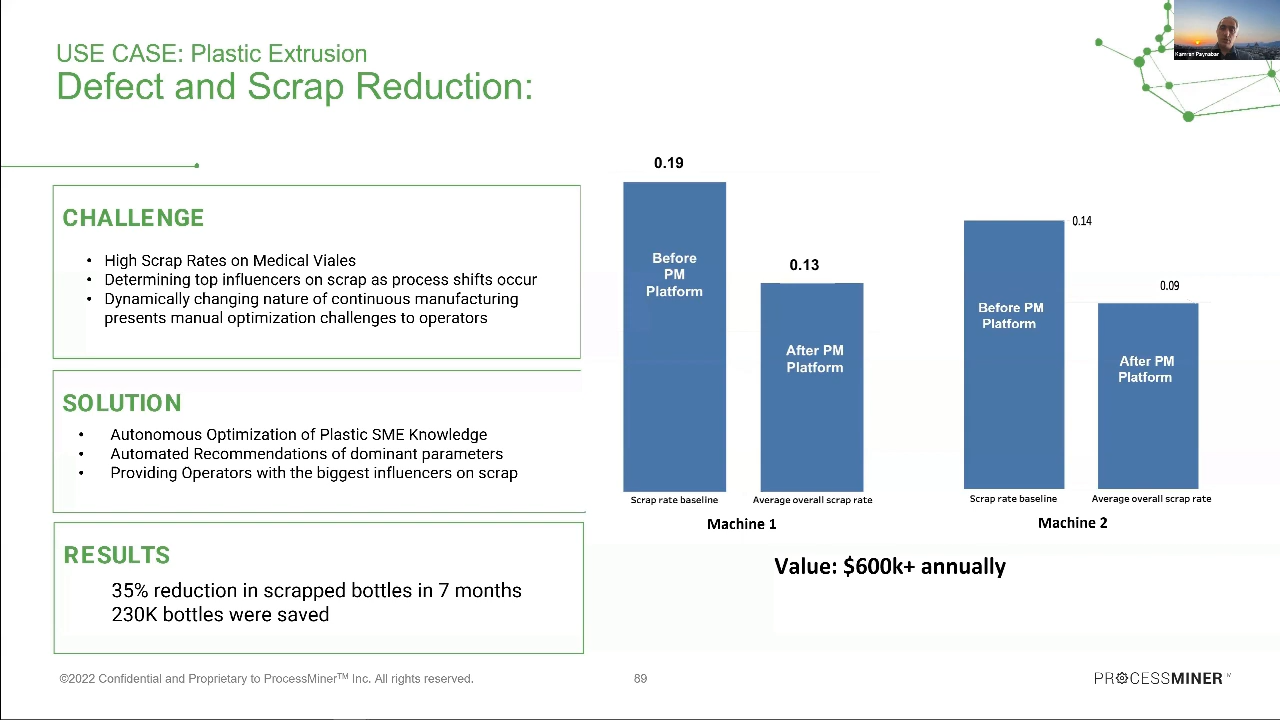 USE CASE: Plastic Extrusion
Defect and Scrap Reduction:
Kamran Paynabar
CHALLENGE
• High Scrap Rates on Medical Viales
• Determining top influencers on scrap as process shifts occur
• Dynamically changing nature of continuous manufacturing
presents manual optimization challenges to operators
SOLUTION
• Autonomous Optimization of Plastic SME Knowledge
• Automated Recommendations of dominant parameters
• Providing Operators with the biggest influencers on scrap
RESULTS
35% reduction in scrapped bottles in 7 months
230K bottles were saved
0.19
Before
PM
Platform
0.13
After PM
Platform
Scrap rate baseline
Average overall scrap rate
Machine 1
0.14
Before PM
Platform
0.09
After PM
Platform
Scrap rate baseline
Average overall scrap rate
Machine 2
Value: $600k+ annually
©2022 Confidential and Proprietary to ProcessMiner™ Inc. All rights reserved.
89
PROCESSMINER